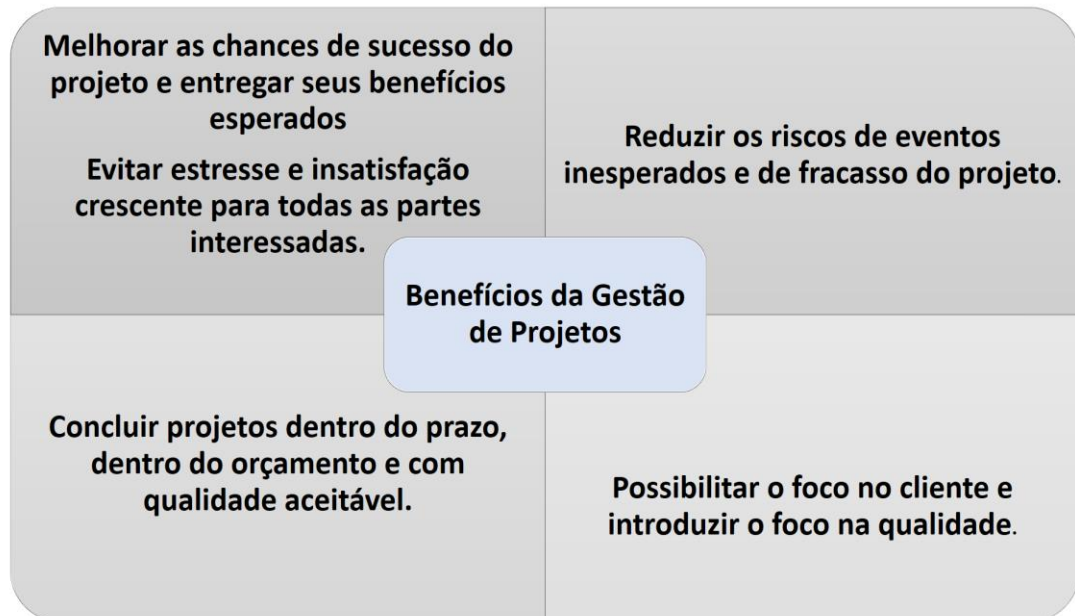 Melhorar as chances de sucesso do
projeto e entregar seus benefícios
esperados
Evitar estresse e insatisfação
crescente para todas as partes
interessadas.
Reduzir os riscos de eventos
inesperados e de fracasso do projeto.
Benefícios da Gestão
de Projetos
Concluir projetos dentro do prazo,
dentro do orçamento e com
qualidade aceitável.
Possibilitar o foco no cliente e
introduzir o foco na qualidade.